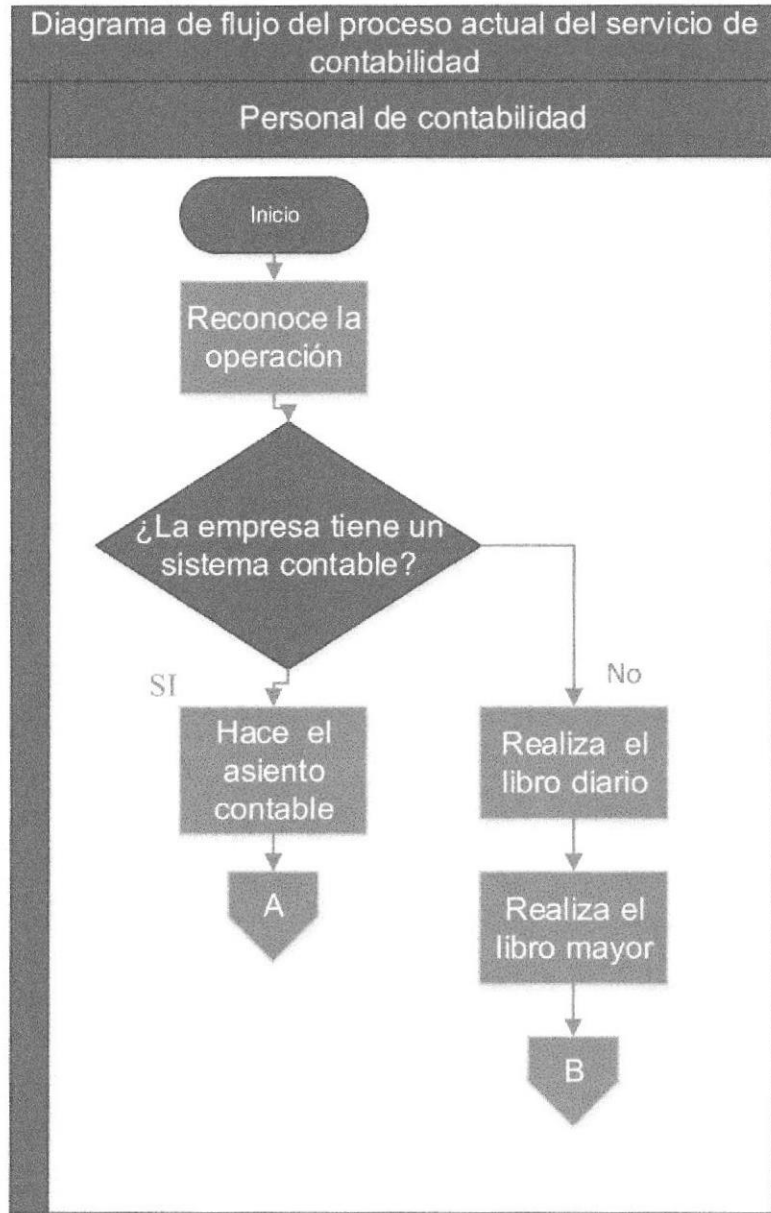 Diagrama de flujo del proceso actual del servicio de
contabilidad
Personal de contabilidad
Inicio
Reconoce la
operación
¿La empresa tiene un
sistema contable?
SI
No
Hace el
asiento
contable
Realiza el
libro diario
A
Realiza el
libro mayor
B